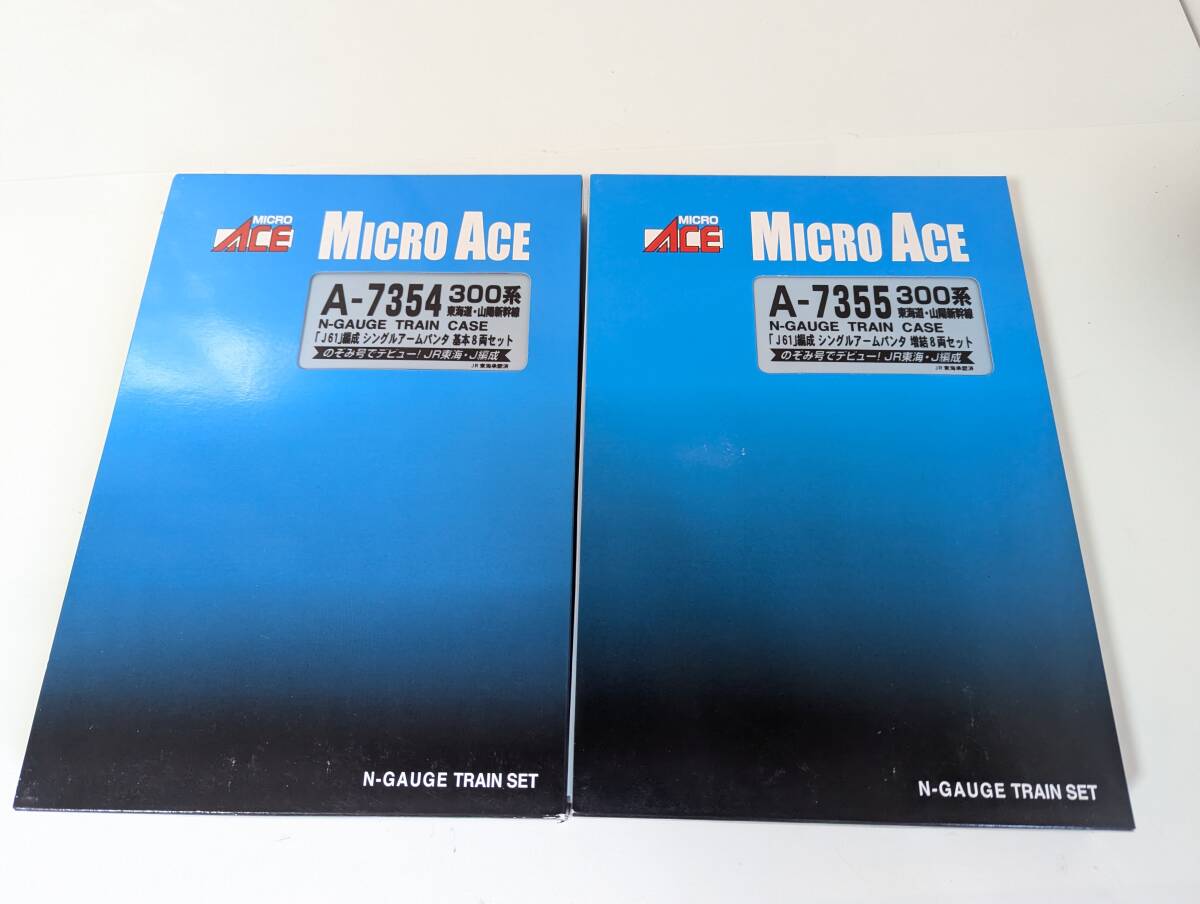 MICRO
ACE
MICRO ACE
A-7354 300系
東海道・山陽新幹線
N-GAUGE TRAIN CASE
「J61」編成 シングルアームパンタ 基本8両セット
のぞみ号でデビュー! JR東海・J編成
JR東海承認済
N-GAUGE TRAIN SET
MICRO
ACE
MICRO ACE
A-7355 300系
東海道・山陽新幹線
N-GAUGE TRAIN CASE
「J61」編成 シングルアームパンタ 増結8両セット
のぞみ号でデビュー! JR東海・J編成
JR東海承認済
N-GAUGE TRAIN SET